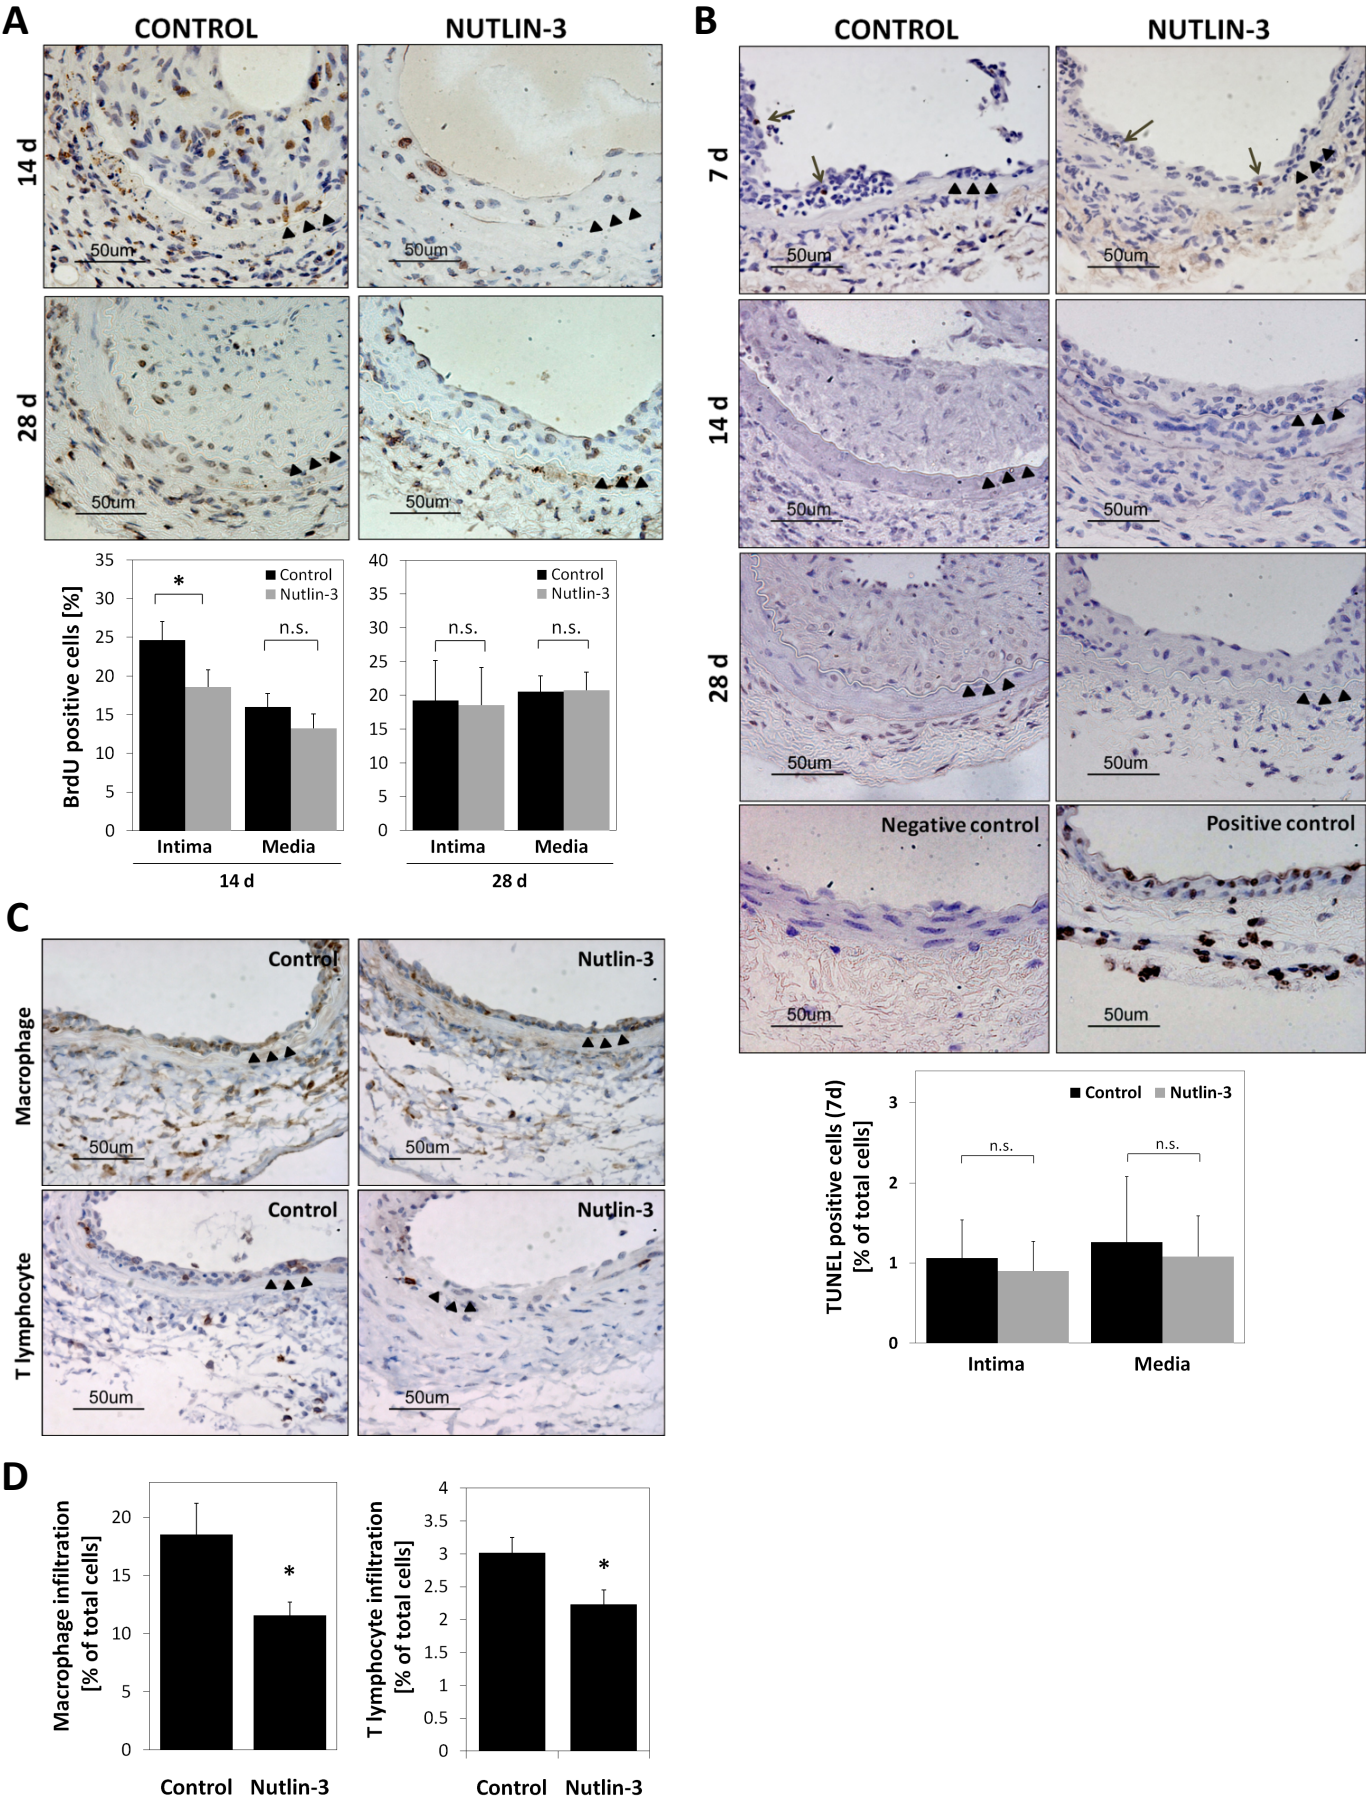 A
CONTROL
NUTLIN-3
14 d
50um
50um
28 d
50um
50um
BrdU positive cells [%]
35
30
25
20
15
10
5
0
*
n.s.
Control
Nutlin-3
Intima
Media
14 d
40
35
30
25
20
15
10
5
0
n.s.
n.s.
Control
Nutlin-3
Intima
Media
28 d
B
CONTROL
NUTLIN-3
7 d
50um
50um
14 d
50um
50um
28 d
50um
50um
Negative control
50um
Positive control
50um
TUNEL positive cells (7d)
[% of total cells]
3
2
1
0
Control
Nutlin-3
n.s.
n.s.
Intima
Media
C
Macrophage
Control
50um
Nutlin-3
50um
T lymphocyte
Control
50um
Nutlin-3
50um
D
Macrophage infiltration
[% of total cells]
20
15
10
5
0
*
Control
Nutlin-3
T lymphocyte infiltration
[% of total cells]
4
3.5
3
2.5
2
1.5
1
0.5
0
*
Control
Nutlin-3